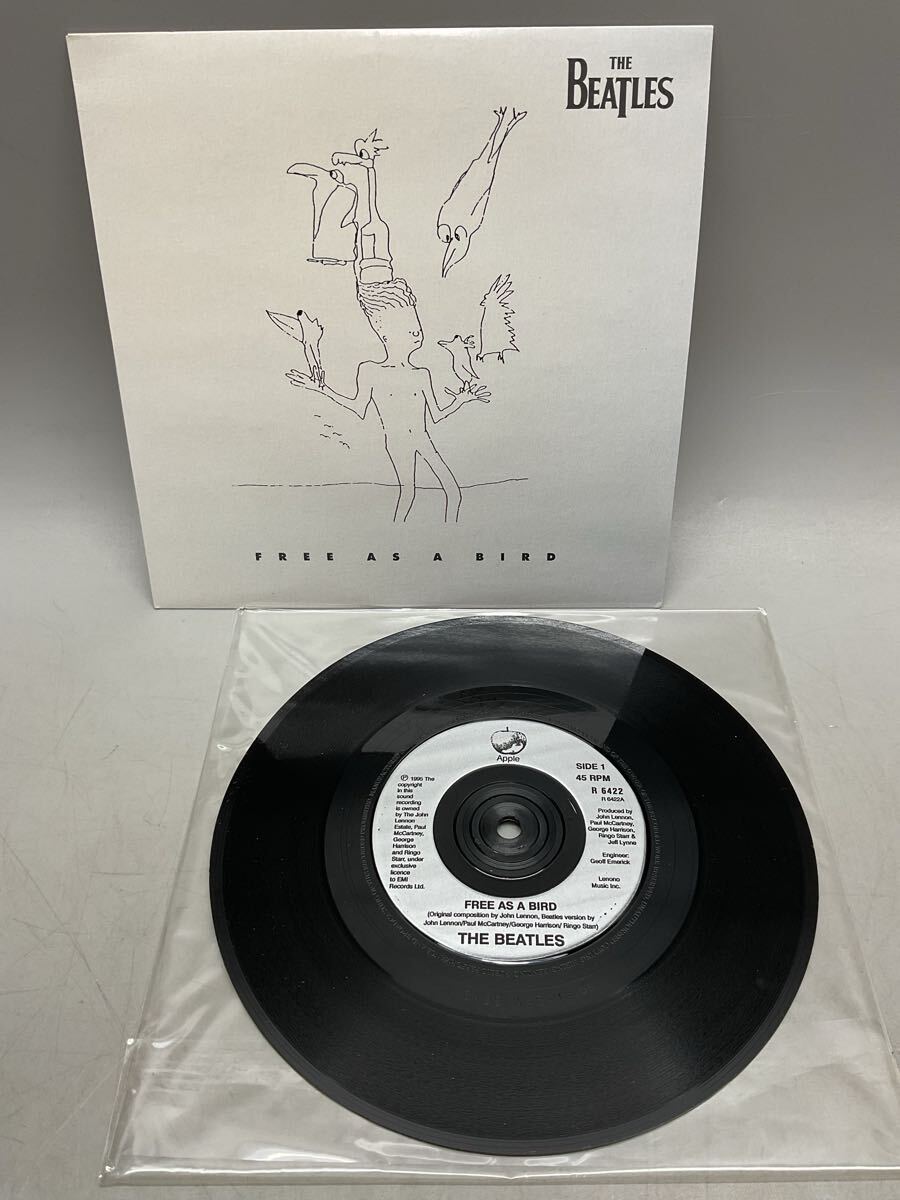 THE
BEATLES
FREE AS A BIRD
Apple
℗ 1995 The
copyright
in this
sound
recording
is owned
by The John
Lennon
Estate, Paul
McCartney,
George
Harrison
and Ringo
Starr, under
exclusive
licence
to EMI
Records Ltd.
SIDE 1
45 RPM
R 6422
R 6422A
Produced by
John Lennon,
Paul McCartney,
George Harrison,
Ringo Starr &
Jeff Lynne
Engineer:
Geoff Emerick
Lenono
Music Inc.
FREE AS A BIRD
(Original composition by John Lennon, Beatles version by
John Lennon/Paul McCartney/George Harrison/ Ringo Starr)
THE BEATLES